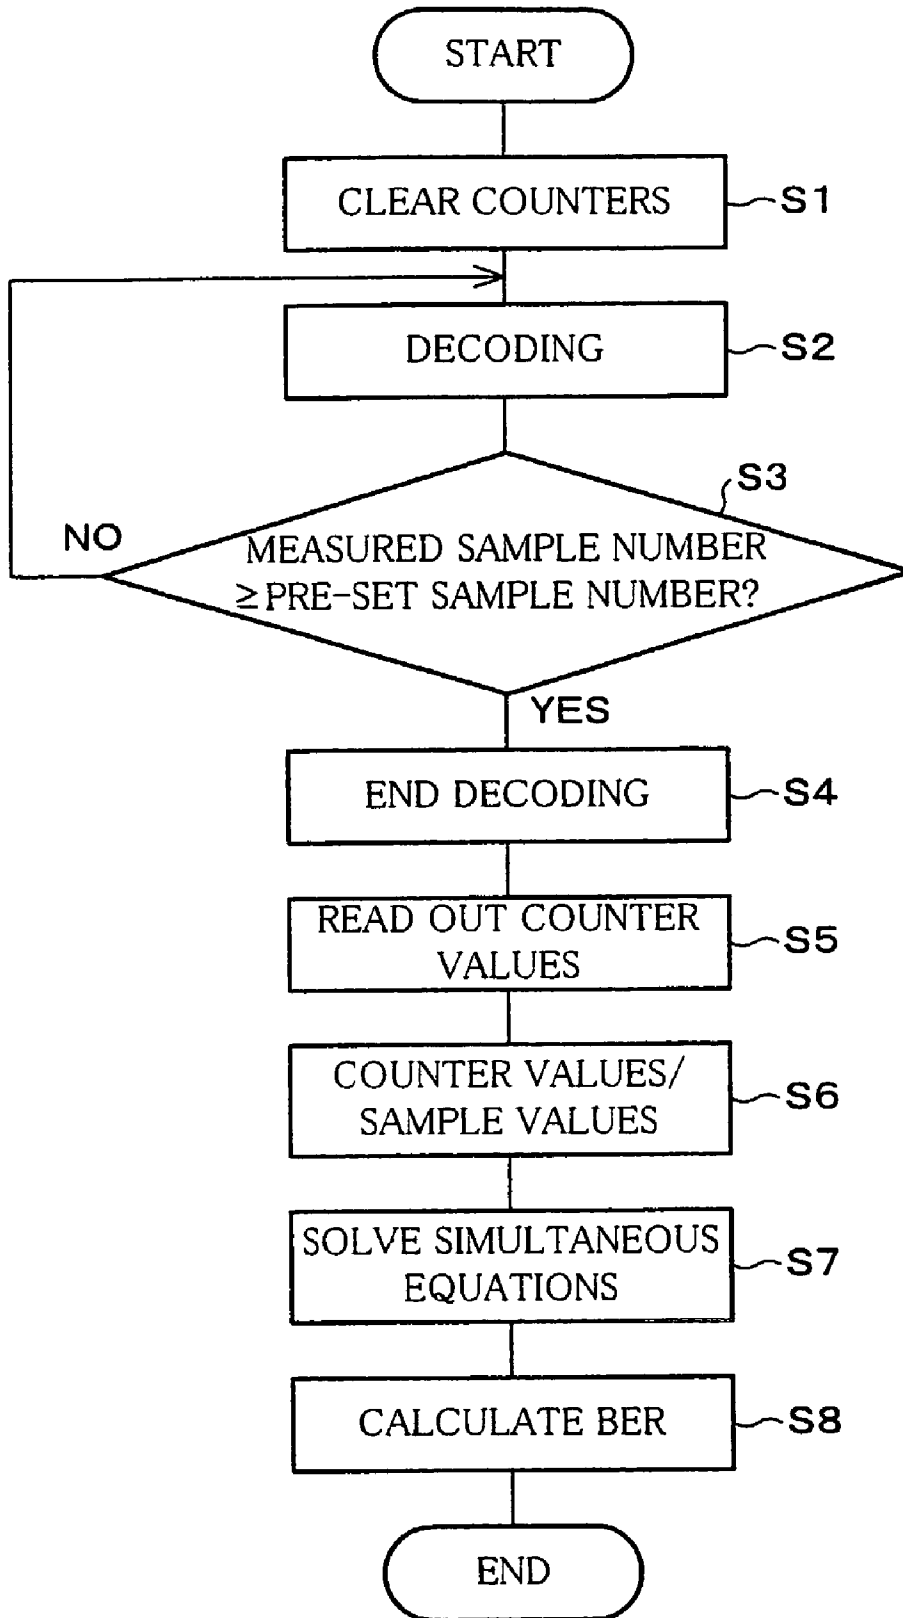 START
CLEAR COUNTERS
S1
DECODING
S2
S3
NO
MEASURED SAMPLE NUMBER
≥PRE-SET SAMPLE NUMBER?
YES
END DECODING
S4
READ OUT COUNTER
VALUES
S5
COUNTER VALUES/
SAMPLE VALUES
S6
SOLVE SIMULTANEOUS
EQUATIONS
S7
CALCULATE BER
S8
END